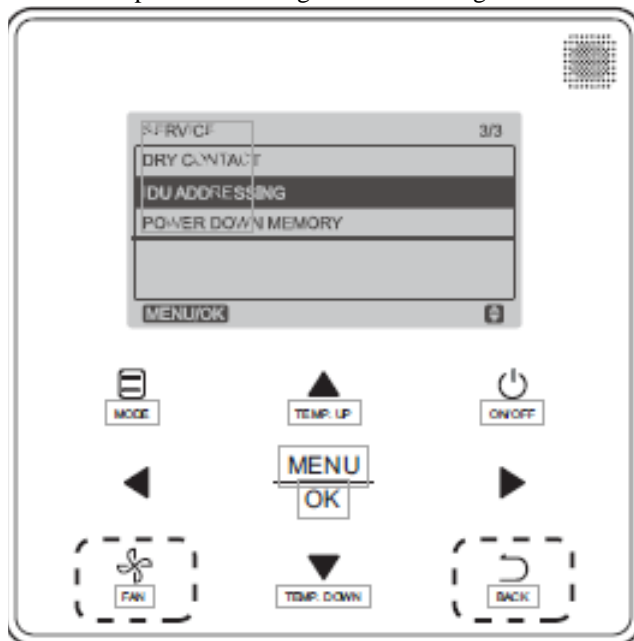 SERVICE 3/3
DRY CONTACT
IDU ADDRESSING
POWER DOWN MEMORY
MENU/OK
MODE
TEMP. UP
ON/OFF
MENU
OK
FAN
TEMP. DOWN
BACK